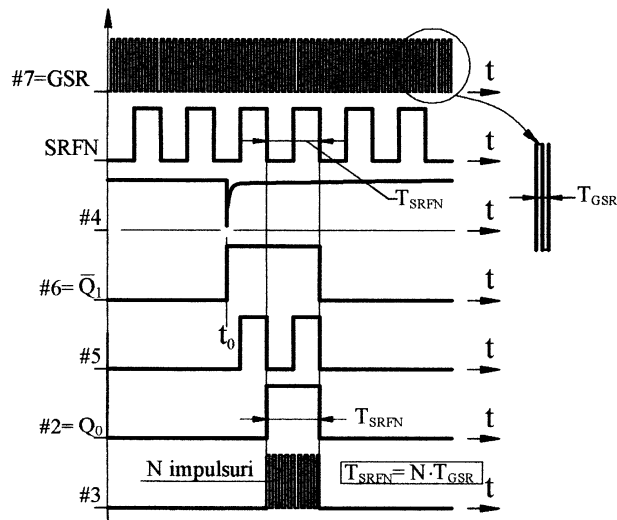 #7=GSR
t
SRFN
t
T_SRFN
T_GSR
#4
t
#6= Q̅₁
t
t₀
#5
t
#2= Q₀
T_SRFN
t
N impulsuri
T_SRFN= N·T_GSR
#3
t